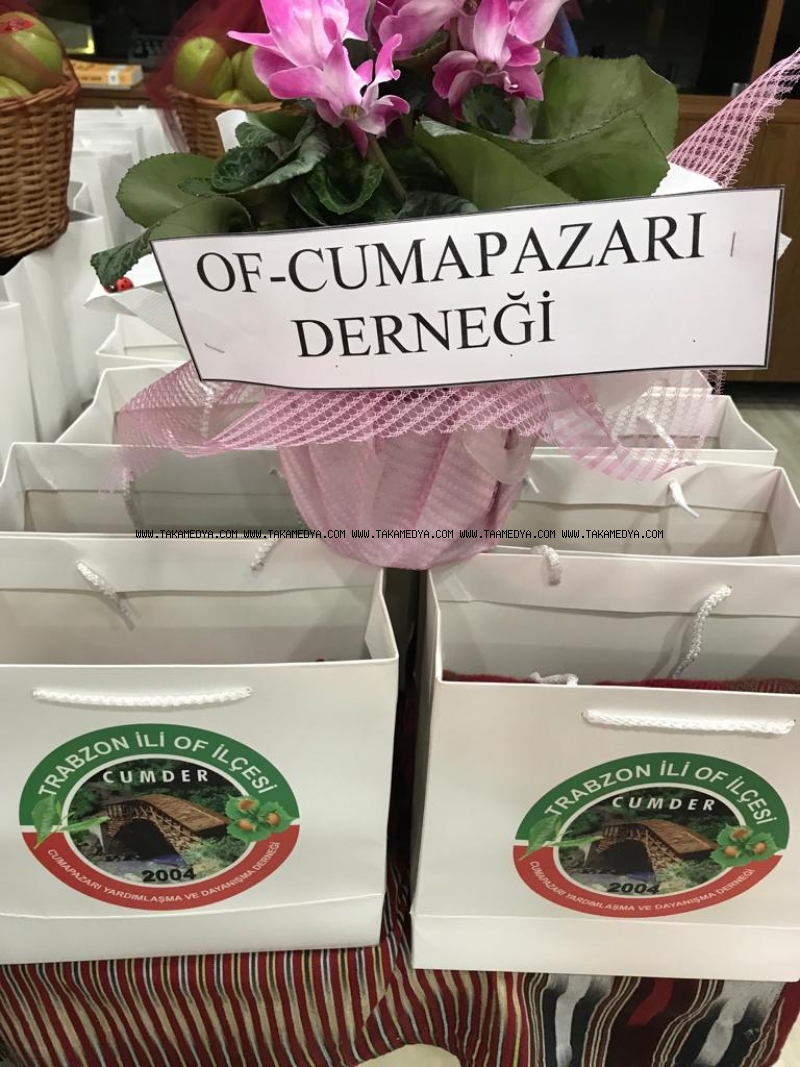 OF-CUMAPAZARI
DERNEĞİ
WWW.TAKAMEDYA.COM WWW.TAKAMEDYA.COM WWW.TAKAMEDYA.COM WWW.TAAMEDYA.COM WWW.TAKAMEDYA.COM
TRABZON İLİ OF İLÇESİ
CUMDER
2004
CUMAPAZARI YARDIMLAŞMA VE DAYANIŞMA DERNEĞİ
TRABZON İLİ OF İLÇESİ
CUMDER
2004
CUMAPAZARI YARDIMLAŞMA VE DAYANIŞMA DERNEĞİ